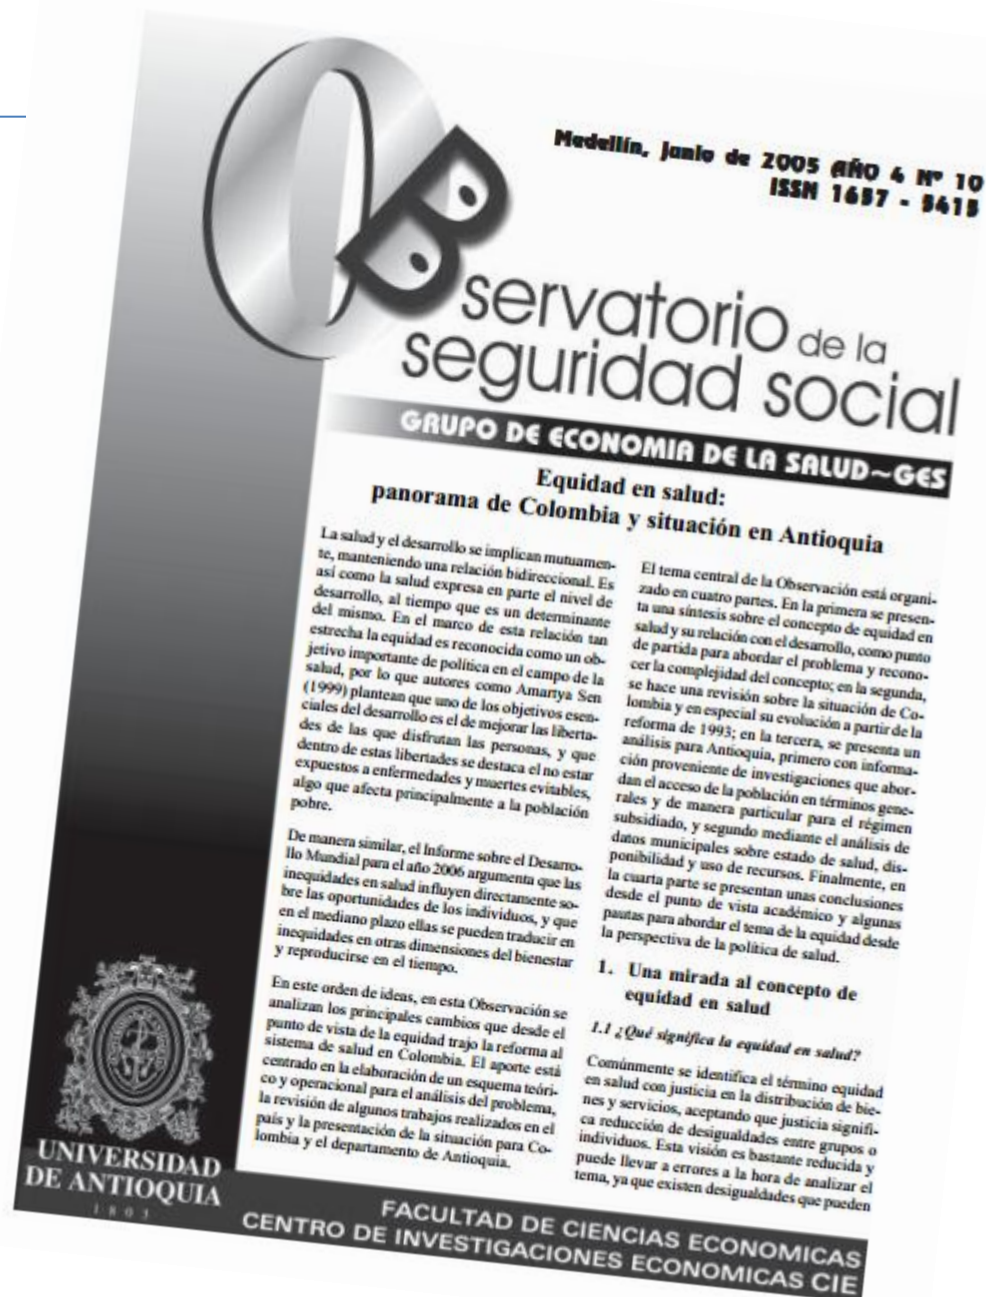 Medellín, Junio de 2005 AÑO 4 Nº 10
ISSN 1657 - 5415
OBservatorio de la
seguridad social
GRUPO DE ECONOMIA DE LA SALUD~GES
Equidad en salud:
panorama de Colombia y situación en Antioquia
La salud y el desarrollo se implican mutuamen-
te, manteniendo una relación bidireccional. Es
así como la salud expresa en parte el nivel de
desarrollo, al tiempo que es un determinante
del mismo. En el marco de esta relación tan
estrecha la equidad es reconocida como un ob-
jetivo importante de política en el campo de la
salud, por lo que autores como Amartya Sen
(1999) plantean que uno de los objetivos esen-
ciales del desarrollo es el de mejorar las liberta-
des de las que disfrutan las personas, y que
dentro de estas libertades se destaca el no estar
expuestos a enfermedades y muertes evitables,
algo que afecta principalmente a la población
pobre.
De manera similar, el Informe sobre el Desarro-
llo Mundial para el año 2006 argumenta que las
inequidades en salud influyen directamente so-
bre las oportunidades de los individuos, y que
en el mediano plazo ellas se pueden traducir en
inequidades en otras dimensiones del bienestar
y reproducirse en el tiempo.
En este orden de ideas, en esta Observación se
analizan los principales cambios que desde el
punto de vista de la equidad trajo la reforma al
sistema de salud en Colombia. El aporte está
centrado en la elaboración de un esquema teóri-
co y operacional para el análisis del problema,
la revisión de algunos trabajos realizados en el
país y la presentación de la situación para Co-
lombia y el departamento de Antioquia.
El tema central de la Observación está organi-
zado en cuatro partes. En la primera se presen-
ta una síntesis sobre el concepto de equidad en
salud y su relación con el desarrollo, como punto
de partida para abordar el problema y recono-
cer la complejidad del concepto; en la segunda,
se hace una revisión sobre la situación de Co-
lombia y en especial su evolución a partir de la
reforma de 1993; en la tercera, se presenta un
análisis para Antioquia, primero con informa-
ción proveniente de investigaciones que abor-
dan el acceso de la población en términos gene-
rales y de manera particular para el régimen
subsidiado, y segundo mediante el análisis de
datos municipales sobre estado de salud, dis-
ponibilidad y uso de recursos. Finalmente, en
la cuarta parte se presentan unas conclusiones
desde el punto de vista académico y algunas
pautas para abordar el tema de la equidad desde
la perspectiva de la política de salud.
1. Una mirada al concepto de
equidad en salud
1.1 ¿Qué significa la equidad en salud?
Comúnmente se identifica el término equidad
en salud con justicia en la distribución de bie-
nes y servicios, aceptando que justicia signifi-
ca reducción de desigualdades entre grupos o
individuos. Esta visión es bastante reducida y
puede llevar a errores a la hora de analizar el
tema, ya que existen desigualdades que pueden
UNIVERSIDAD
DE ANTIOQUIA
1803
FACULTAD DE CIENCIAS ECONOMICAS
CENTRO DE INVESTIGACIONES ECONOMICAS CIE